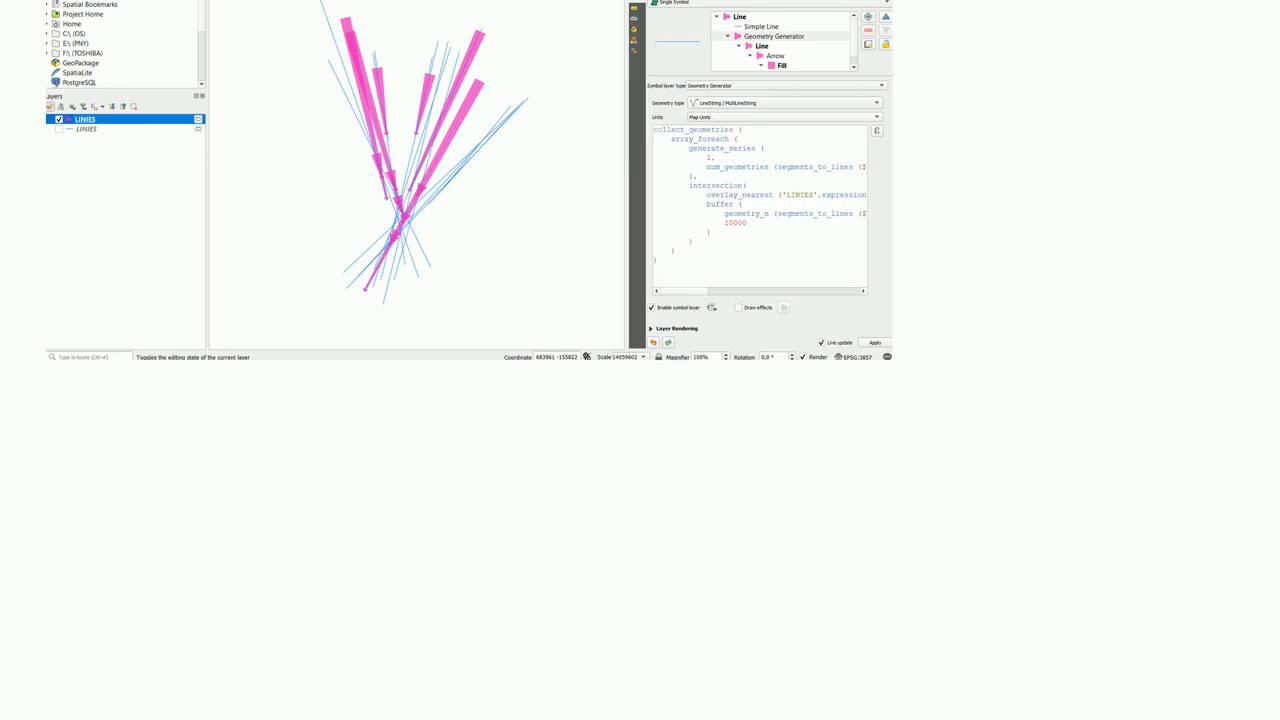 Spatial Bookmarks
Project Home
Home
C:\ (OS)
E:\ (PNY)
F:\ (TOSHIBA)
GeoPackage
SpatiaLite
PostgreSQL
ayers
LINIES
LINIES
Type to locate (Ctrl+K)
Toggles the editing state of the current layer
Coordinate 683961 -155822
Scale 14059602
Magnifier 100%
Rotation 0,0 °
Render
EPSG:3857
Single Symbol
Line
Simple Line
Geometry Generator
Line
Arrow
Fill
Symbol layer type Geometry Generator
Geometry type LineString / MultiLineString
Units Map Units
collect_geometries (
array_foreach (
generate_series (
1,
num_geometries (segments_to_lines ($
),
intersection(
overlay_nearest ('LINIES',expression
buffer (
geometry_n (segments_to_lines ($
10000
)
)
)
)
ε
Enable symbol layer
Draw effects
Layer Rendering
Live update
Apply